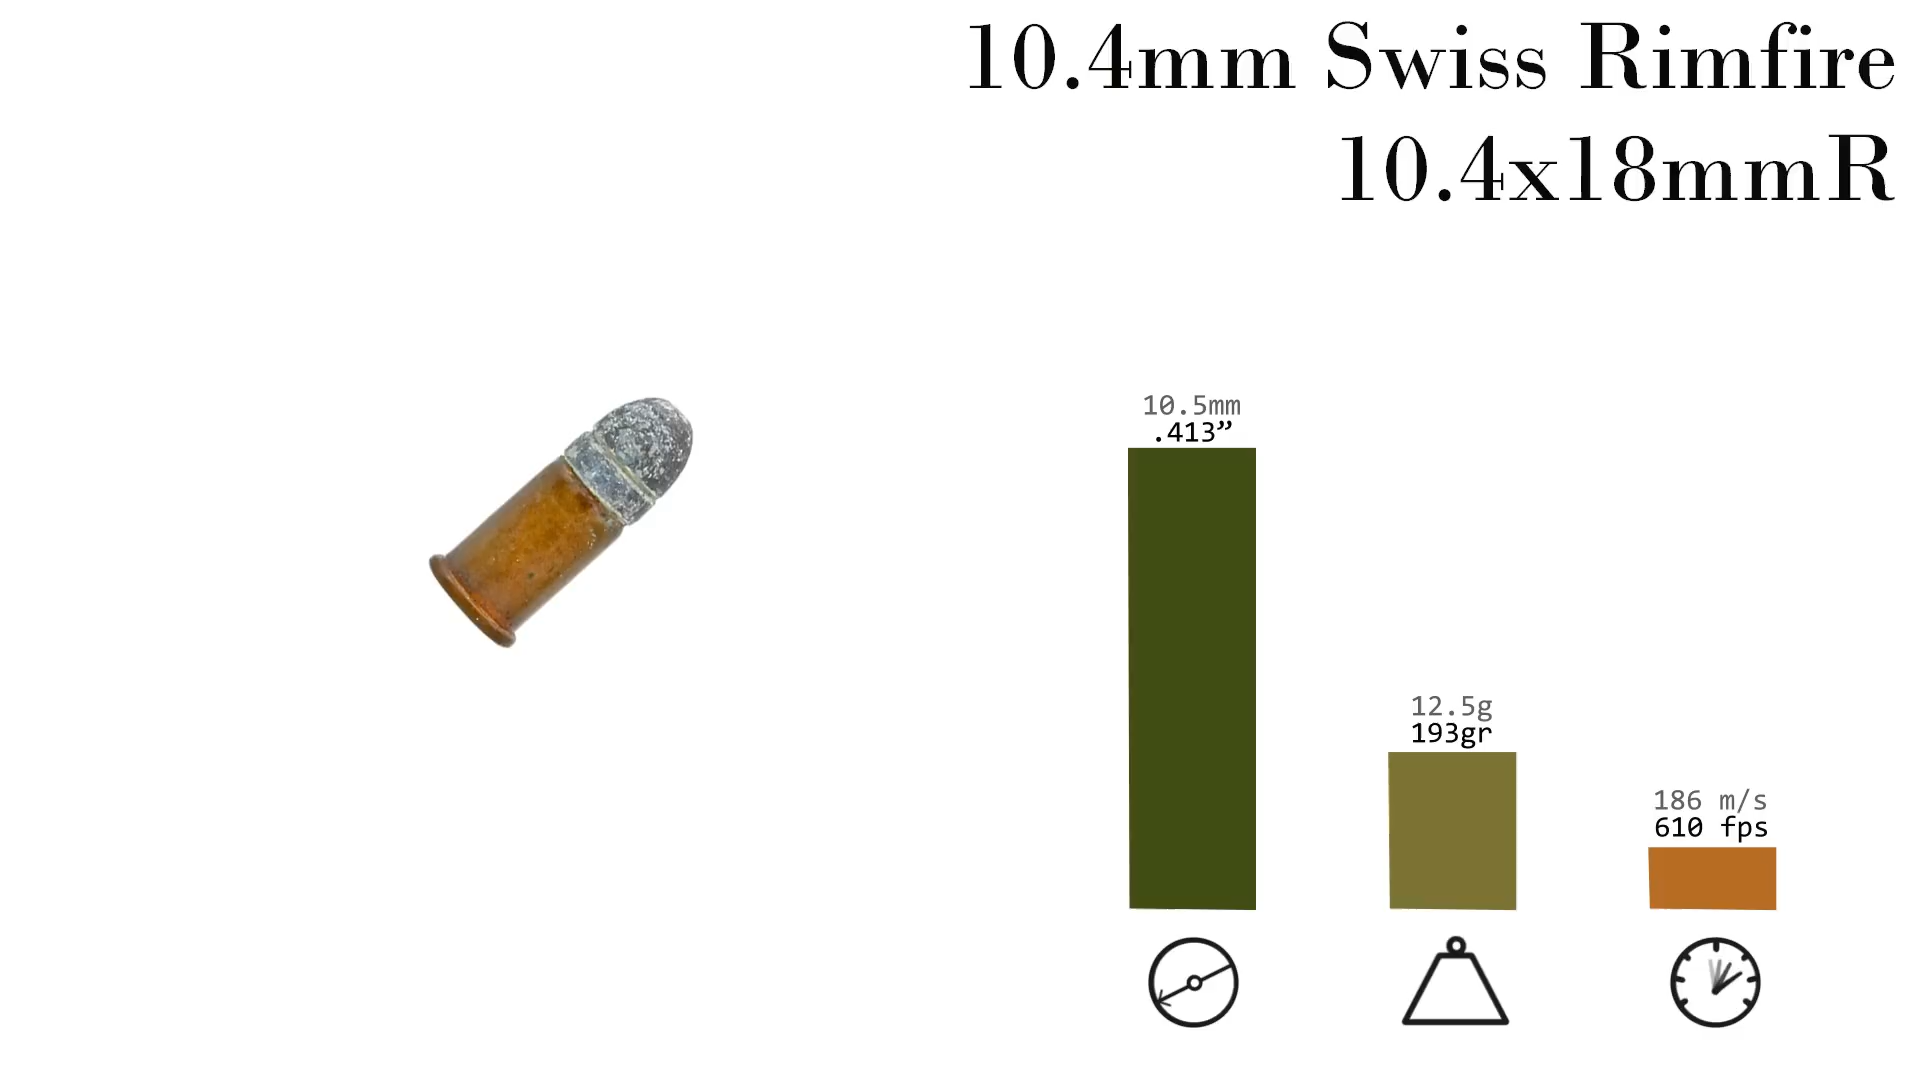 10.4mm Swiss Rimfire
10.4x18mmR
10.5mm
.413”
12.5g
193gr
186 m/s
610 fps